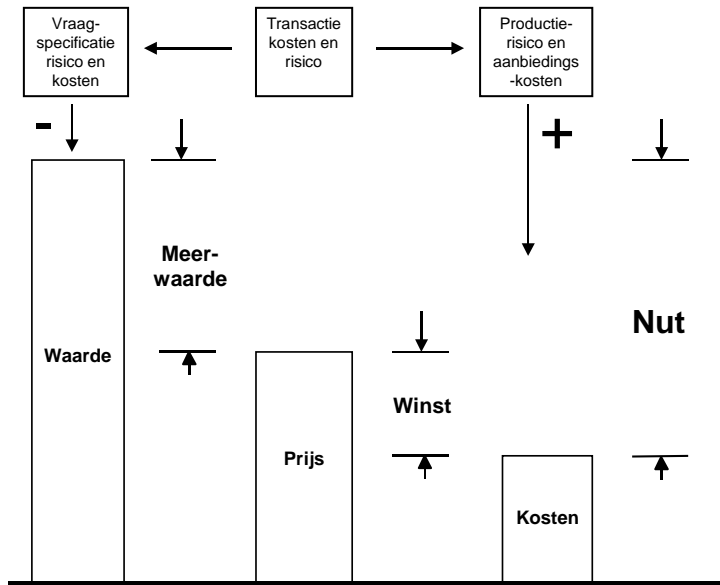 Vraag-
specificatie
risico en
kosten
Transactie
kosten en
risico
Productie-
risico en
aanbiedings
-kosten
-
+
Meer-
waarde
Nut
Waarde
Winst
Prijs
Kosten